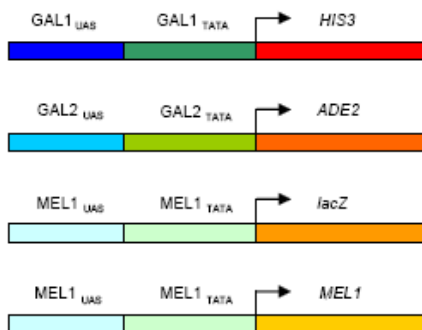 GAL1 UAS GAL1 TATA HIS3
GAL2 UAS GAL2 TATA ADE2
MEL1 UAS MEL1 TATA lacZ
MEL1 UAS MEL1 TATA MEL1